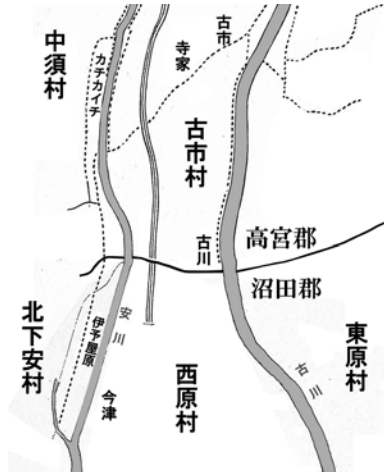 中須村
カチカイチ
寺家
古市
古市村
古川
高宮郡
沼田郡
北下安村
伊予屋原
安川
今津
西原村
古川
東原村